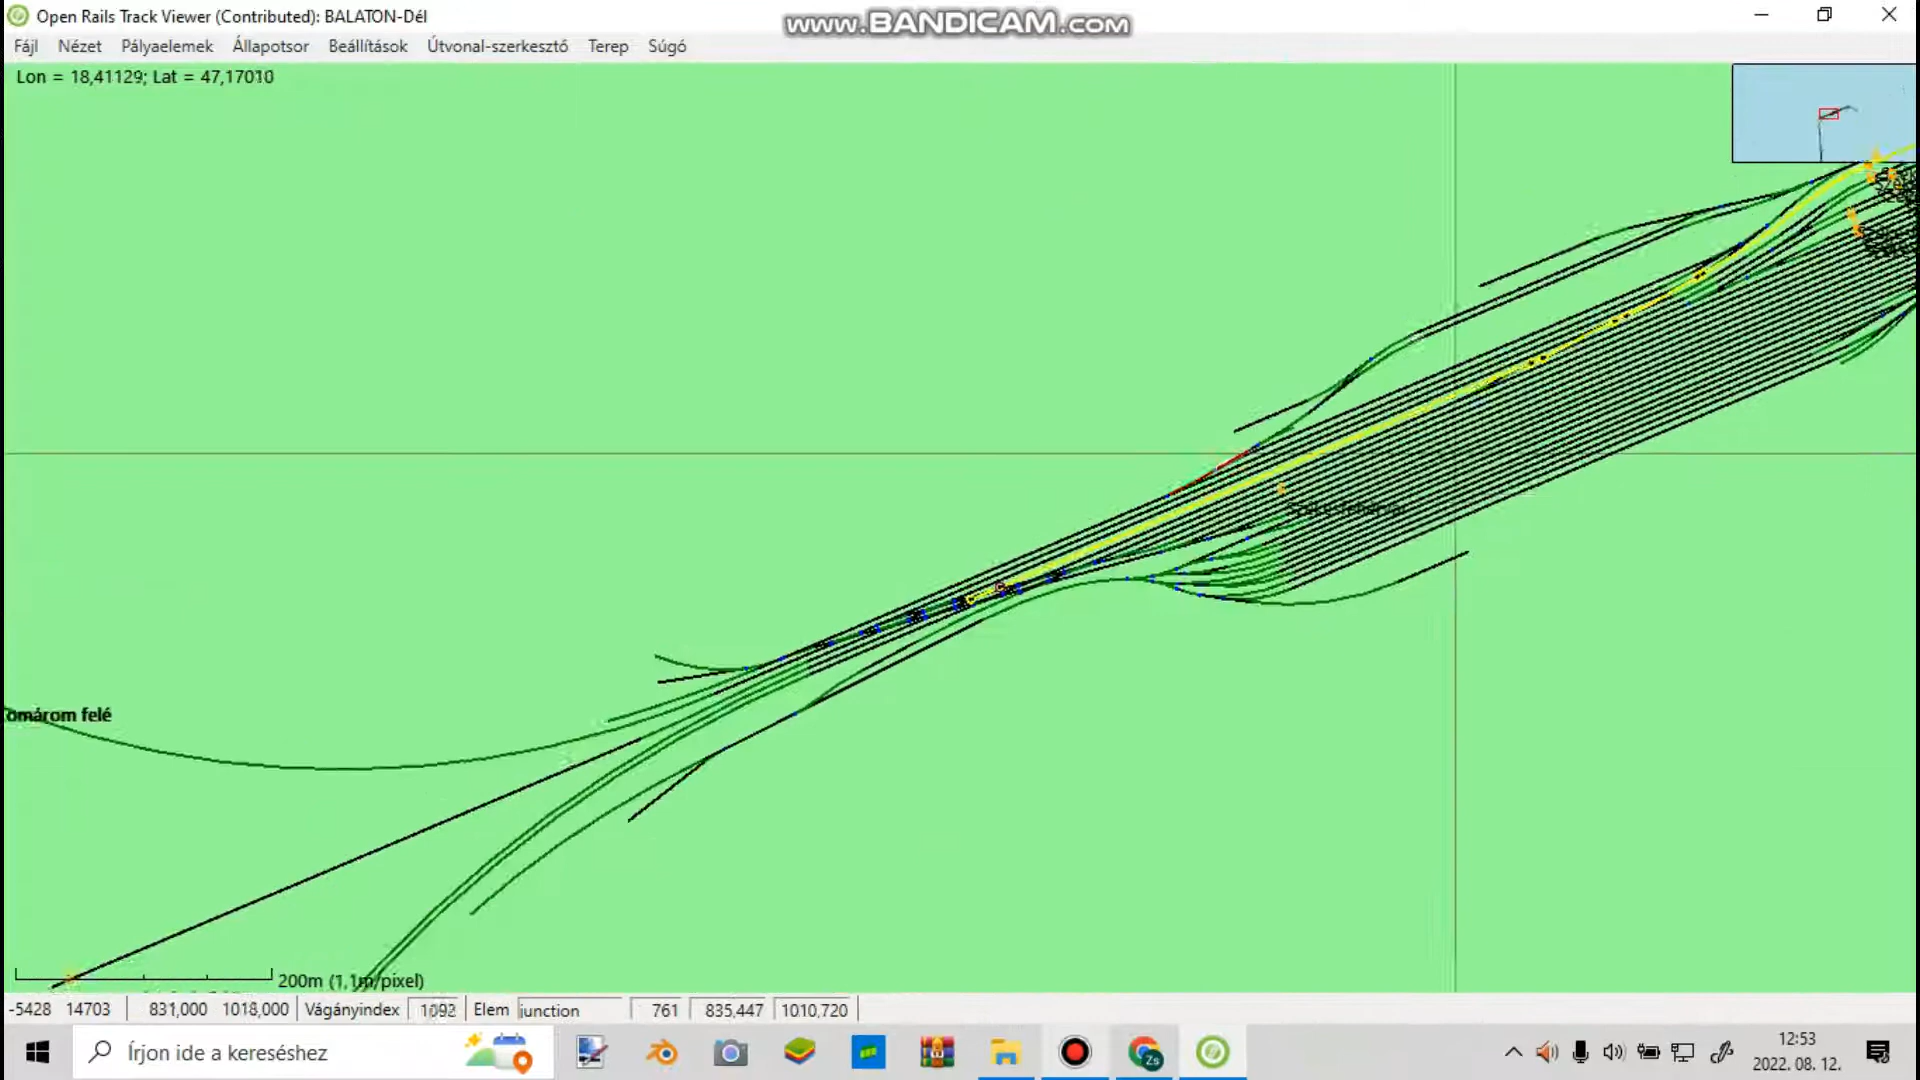 Open Rails Track Viewer (Contributed): BALATON-Dél
www.BANDICAM.com
Fájl Nézet Pályaelemek Állapotsor Beállítások Útvonal-szerkesztő Terep Súgó
Lon = 18,41129; Lat = 47,17010
omárom felé
200m (1,1m/pixel)
-5428 14703 831,000 1018,000 Vágányindex 1092 Elem junction 761 835,447 1010,720
Írjon ide a kereséshez
Zs
12:53
2022. 08. 12.